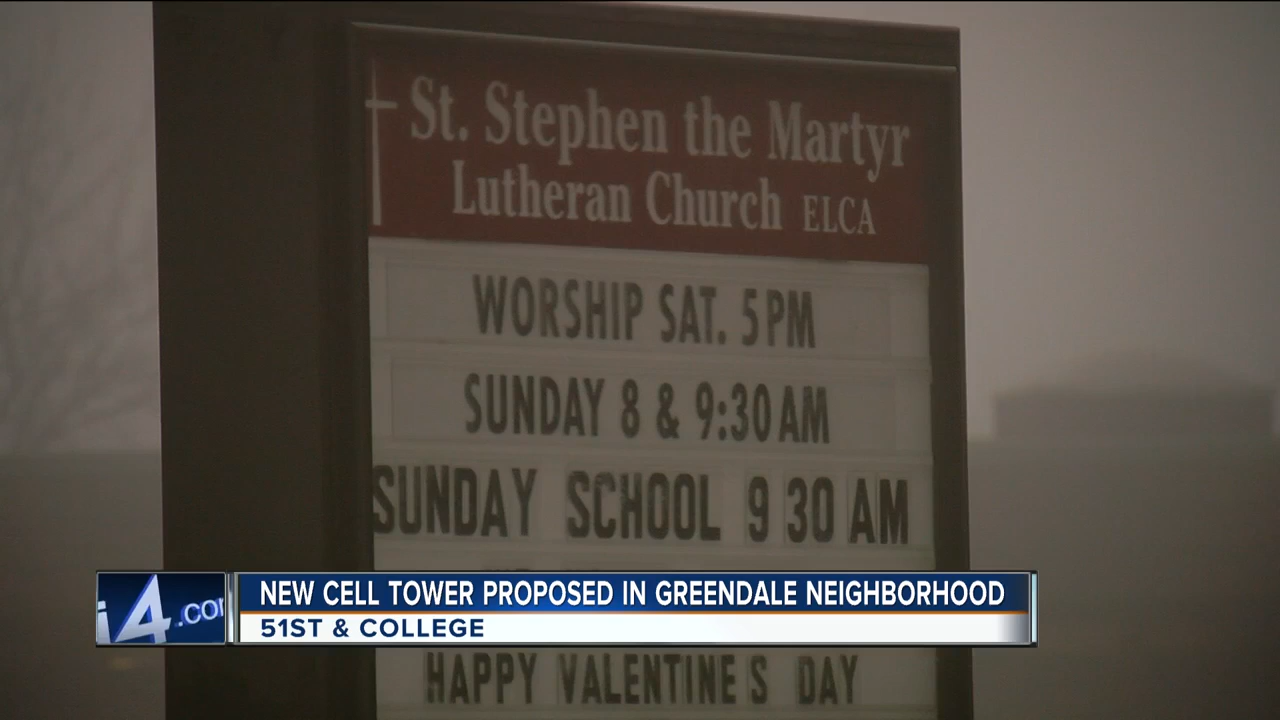 St. Stephen the Martyr
Lutheran Church ELCA
WORSHIP SAT. 5PM
SUNDAY 8 & 9:30AM
SUNDAY SCHOOL 9 30 AM
i4.com
NEW CELL TOWER PROPOSED IN GREENDALE NEIGHBORHOOD
51ST & COLLEGE
HAPPY VALENTINE S DAY